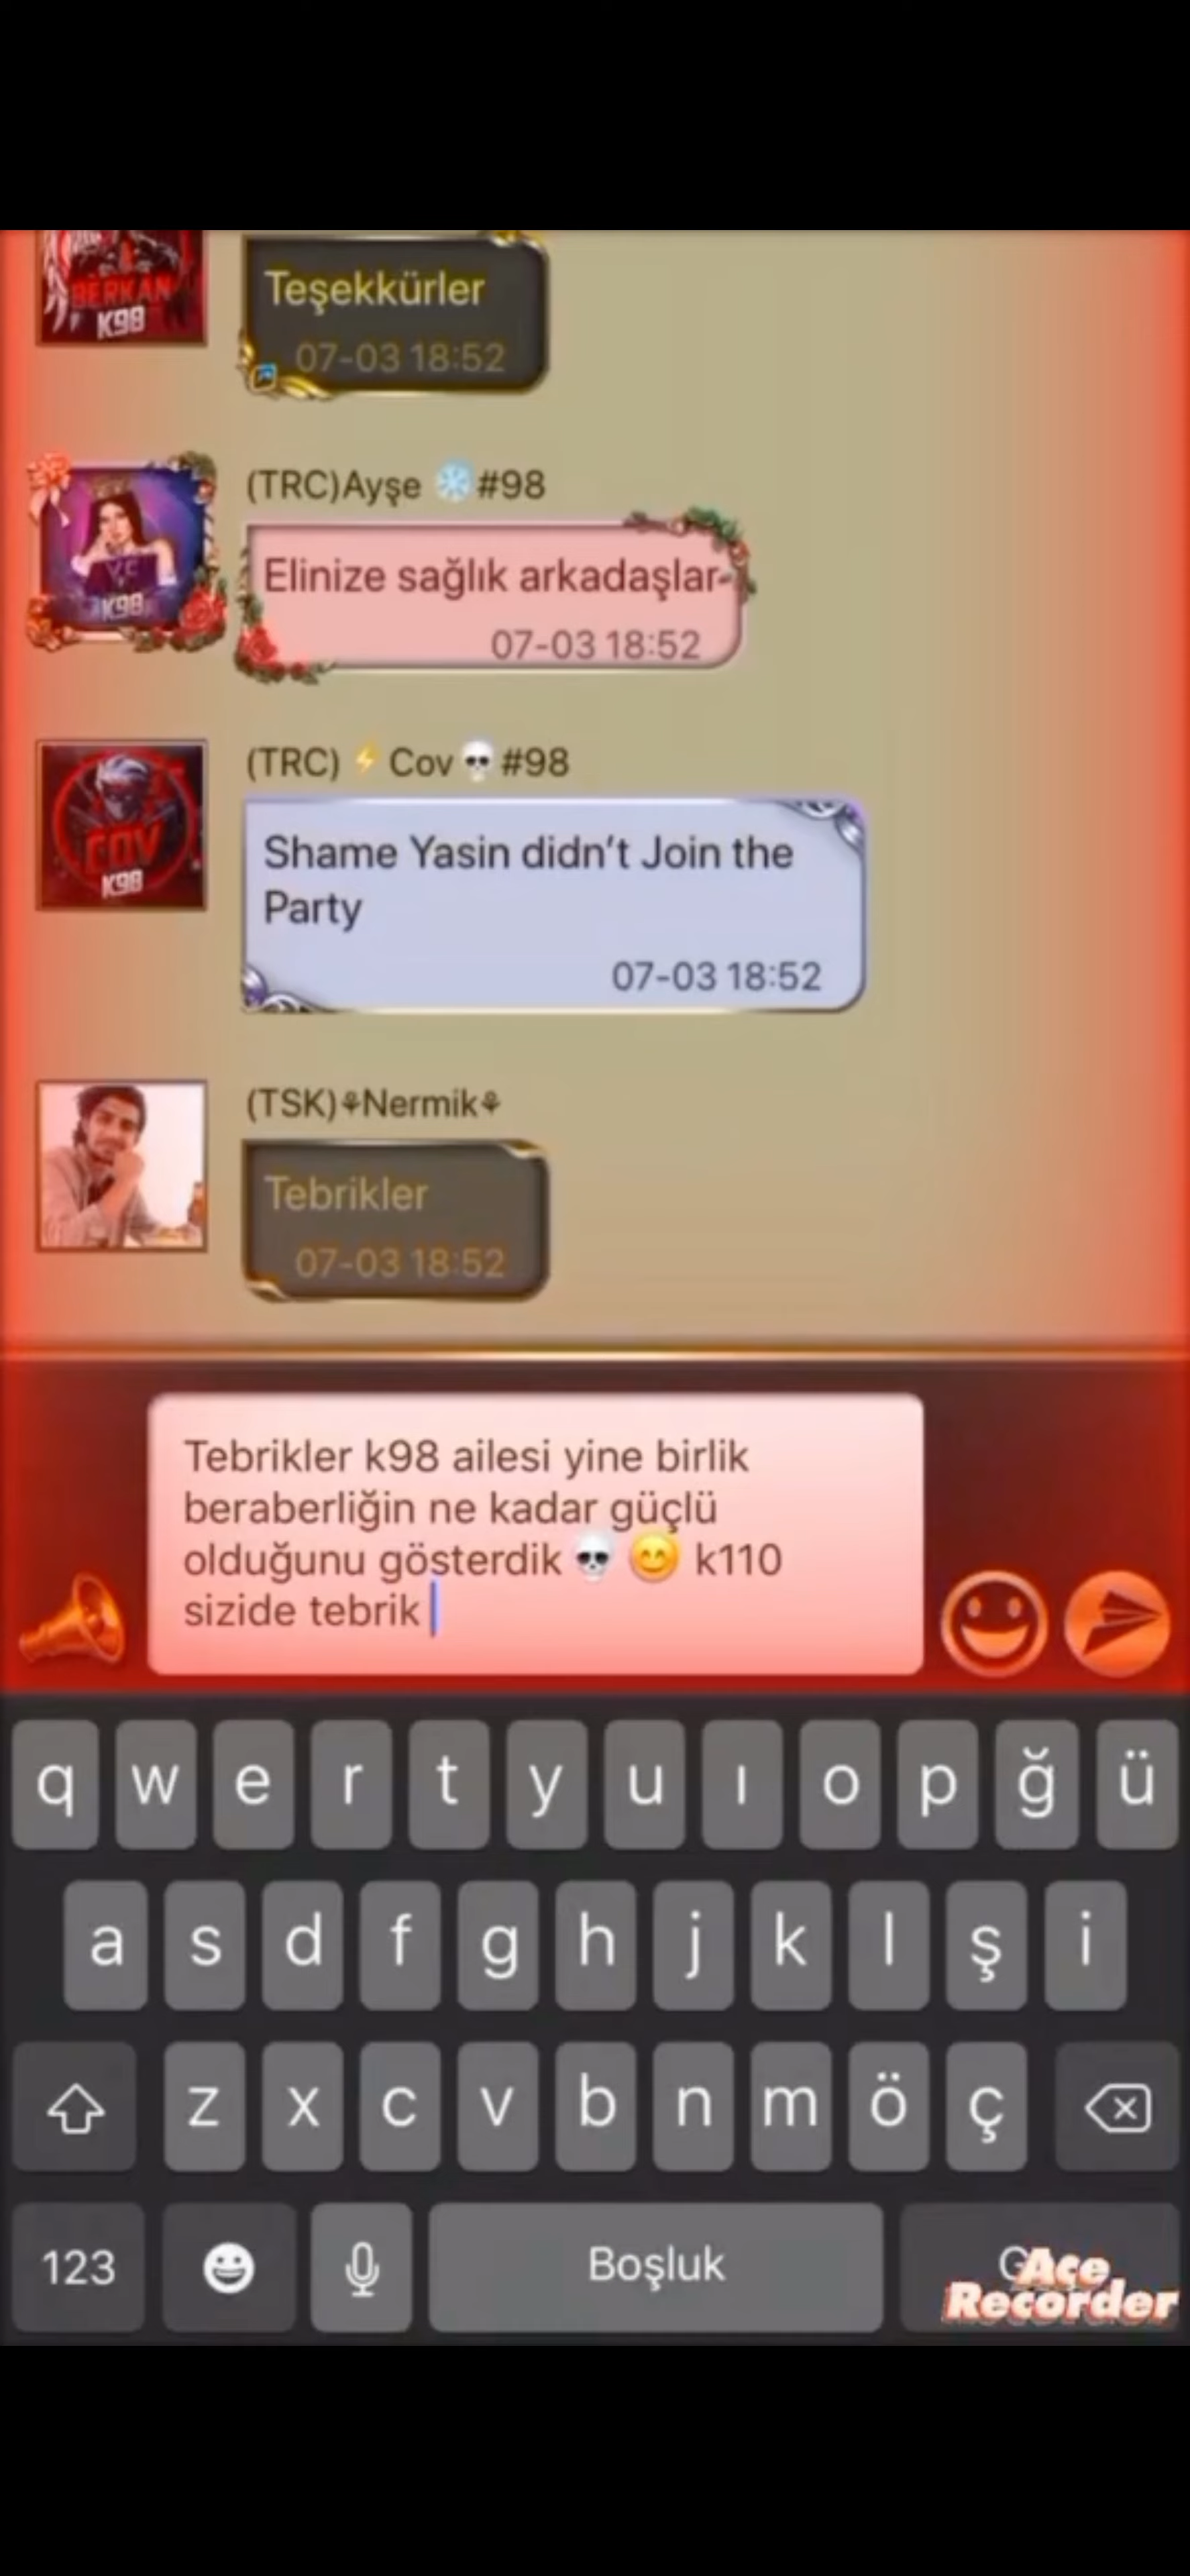 BERKAN
K98
Teşekkürler
07-03 18:52
(TRC)Ayşe ❄️#98
K98
Elinize sağlık arkadaşlar
07-03 18:52
(TRC)⚡Cov💀#98
COV
K98
Shame Yasin didn't Join the
Party
07-03 18:52
(TSK)⚘Nermik⚘
Tebrikler
07-03 18:52
Tebrikler k98 ailesi yine birlik
beraberliğin ne kadar güçlü
olduğunu gösterdik💀 😊 k110
sizide tebrik
q w e r t y u ı o p ğ ü
a s d f g h j k l ş i
z x c v b n m ö ç
123 Boşluk
Ace
Recorder